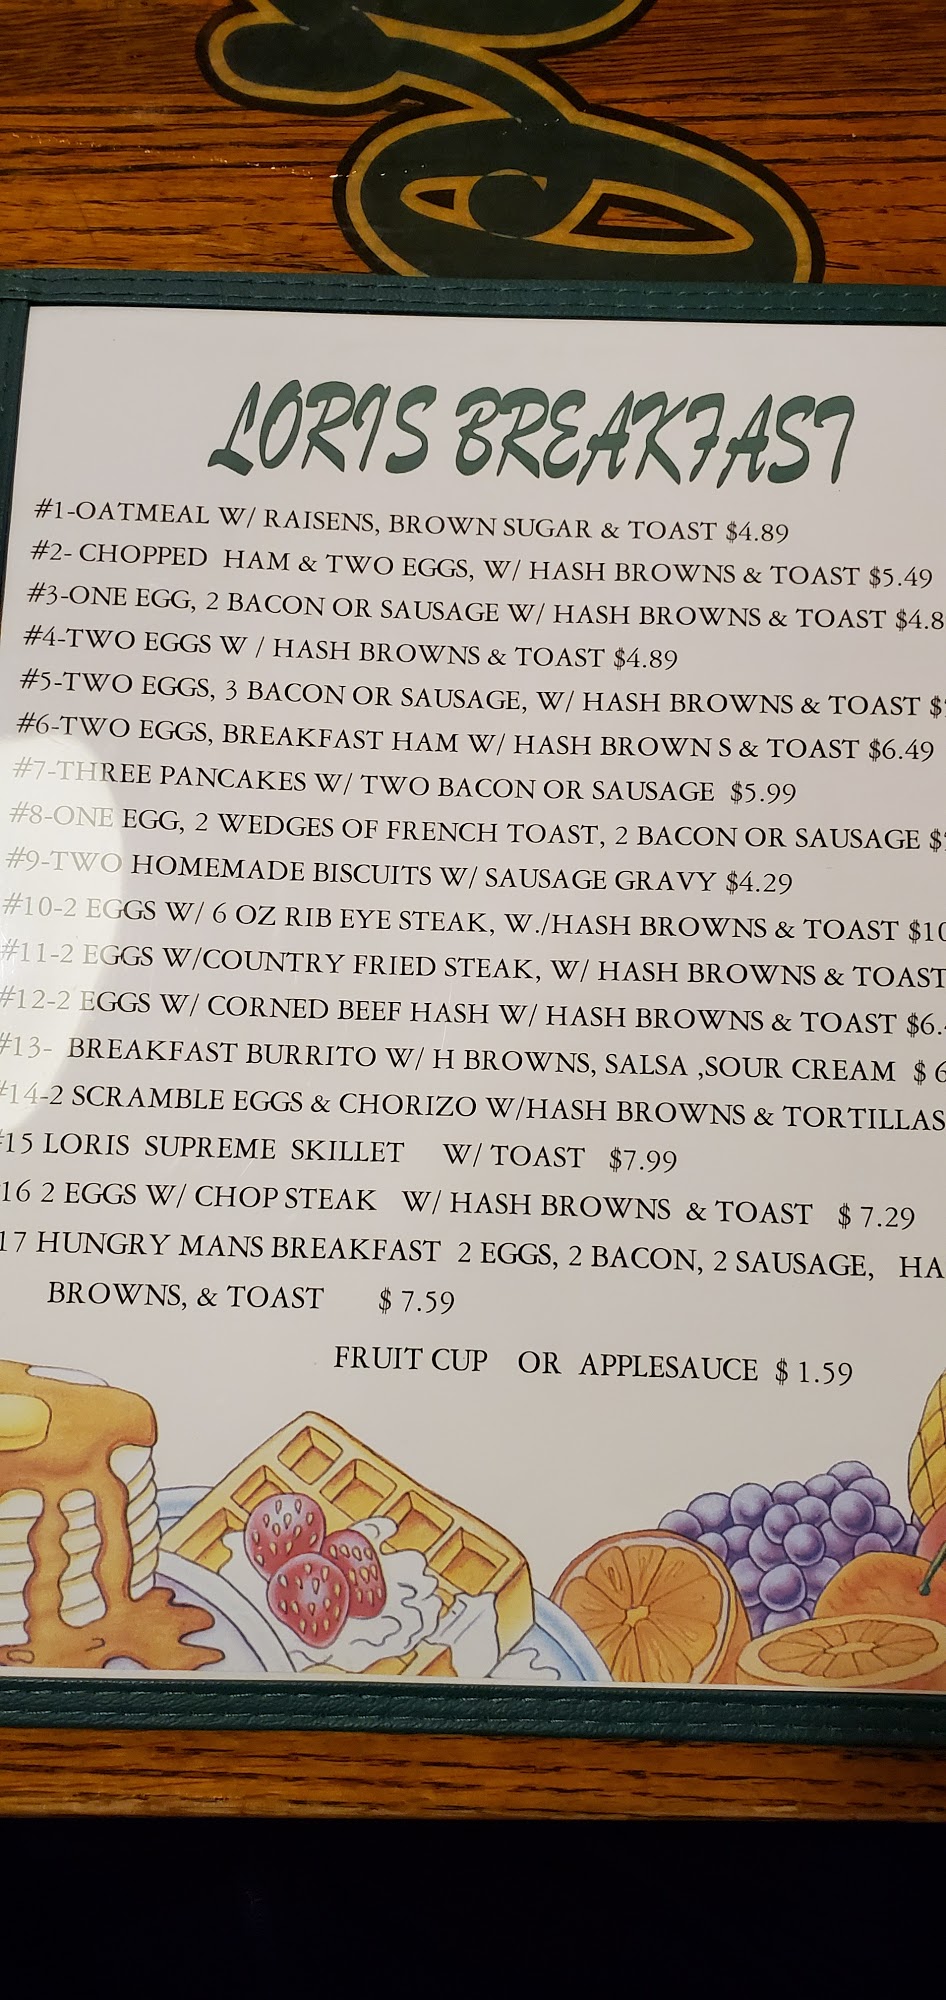 LORIS BREAKFAST
#1-OATMEAL W/ RAISENS, BROWN SUGAR & TOAST $4.89
#2- CHOPPED HAM & TWO EGGS, W/ HASH BROWNS & TOAST $5.49
#3-ONE EGG, 2 BACON OR SAUSAGE W/ HASH BROWNS & TOAST $4.8
#4-TWO EGGS W / HASH BROWNS & TOAST $4.89
#5-TWO EGGS, 3 BACON OR SAUSAGE, W/ HASH BROWNS & TOAST $
#6-TWO EGGS, BREAKFAST HAM W/ HASH BROWN S & TOAST $6.49
#7-THREE PANCAKES W/ TWO BACON OR SAUSAGE $5.99
#8-ONE EGG, 2 WEDGES OF FRENCH TOAST, 2 BACON OR SAUSAGE $
#9-TWO HOMEMADE BISCUITS W/ SAUSAGE GRAVY $4.29
#10-2 EGGS W/ 6 OZ RIB EYE STEAK, W./HASH BROWNS & TOAST $10
#11-2 EGGS W/COUNTRY FRIED STEAK, W/ HASH BROWNS & TOAST
#12-2 EGGS W/ CORNED BEEF HASH W/ HASH BROWNS & TOAST $6.
#13- BREAKFAST BURRITO W/ H BROWNS, SALSA ,SOUR CREAM $ 6
#14-2 SCRAMBLE EGGS & CHORIZO W/HASH BROWNS & TORTILLAS
#15 LORIS SUPREME SKILLET W/ TOAST $7.99
16 2 EGGS W/ CHOP STEAK W/ HASH BROWNS & TOAST $ 7.29
17 HUNGRY MANS BREAKFAST 2 EGGS, 2 BACON, 2 SAUSAGE, HA
BROWNS, & TOAST $ 7.59
FRUIT CUP OR APPLESAUCE $ 1.59